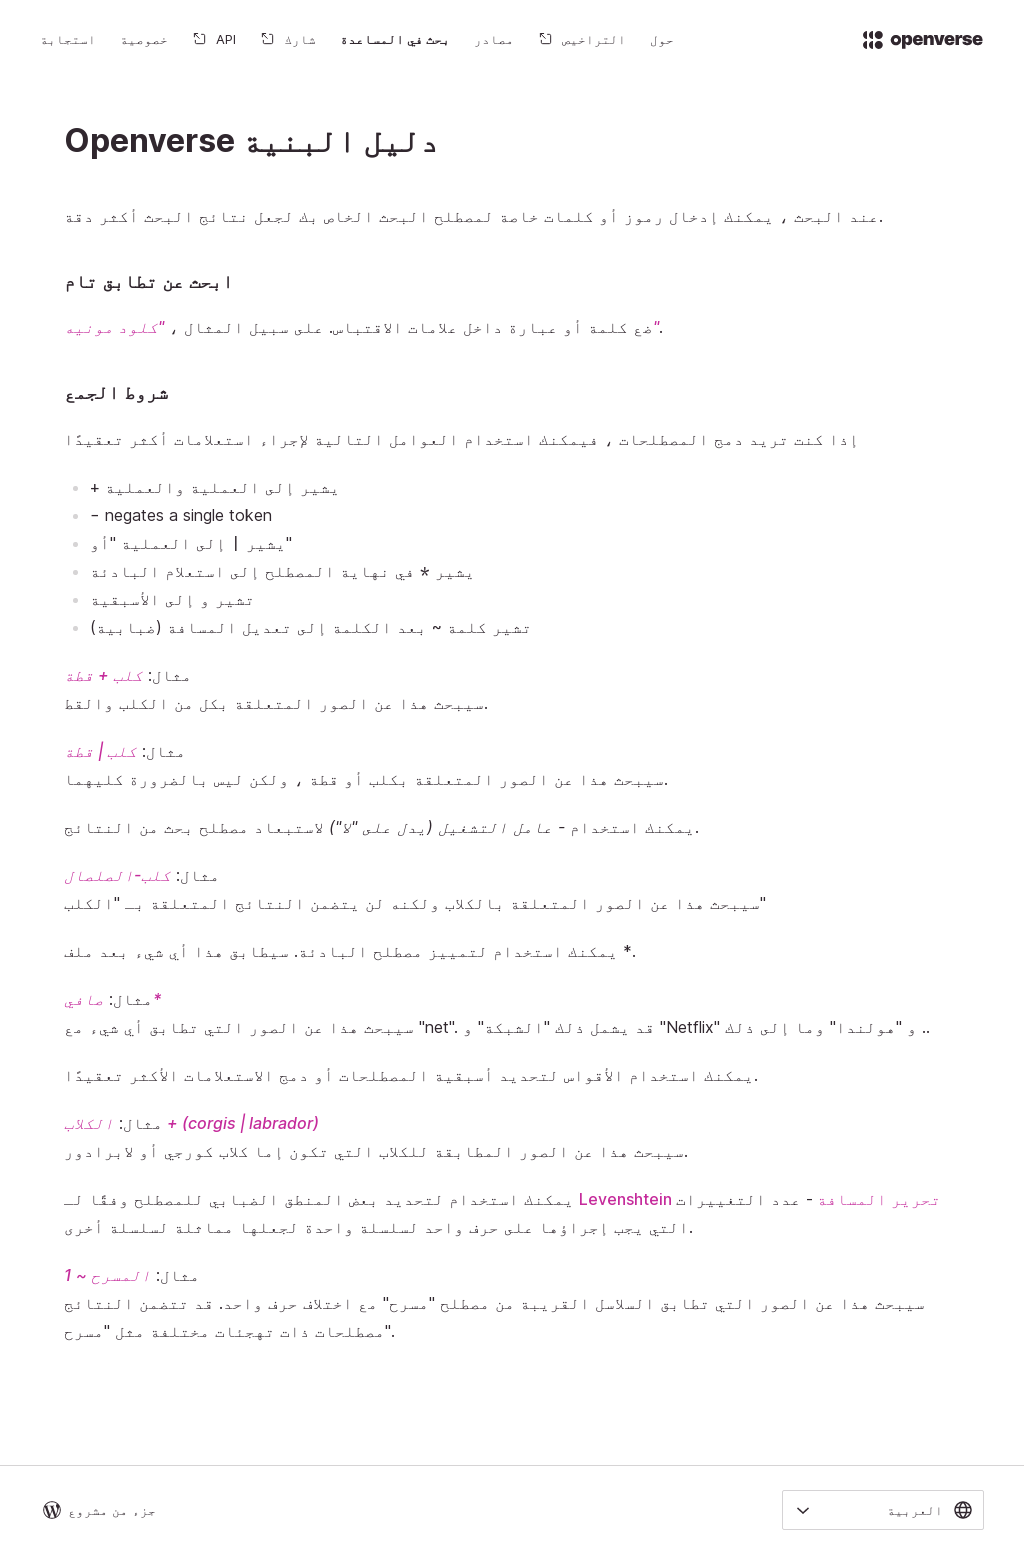 openverse
حول
التراخيص
مصادر
بحث في المساعدة
شارك
API
خصوصية
استجابة
Openverse دليل البنية
عند البحث ، يمكنك إدخال رموز أو كلمات خاصة لمصطلح البحث الخاص بك لجعل نتائج البحث أكثر دقة.
ابحث عن تطابق تام
ضع كلمة أو عبارة داخل علامات الاقتباس. على سبيل المثال ، "كلود مونيه".
شروط الجمع
إذا كنت تريد دمج المصطلحات ، فيمكنك استخدام العوامل التالية لإجراء استعلامات أكثر تعقيدًا
+ يشير إلى العملية والعملية
- negates a single token
يشير | إلى العملية "أو"
يشير * في نهاية المصطلح إلى استعلام البادئة
تشير و إلى الأسبقية
تشير كلمة ~ بعد الكلمة إلى تعديل المسافة (ضبابية)
مثال: كلب + قطة
سيبحث هذا عن الصور المتعلقة بكل من الكلب والقط.
مثال: كلب | قطة
سيبحث هذا عن الصور المتعلقة بكلب أو قطة ، ولكن ليس بالضرورة كليهما.
يمكنك استخدام - عامل التشغيل (يدل على "لا") لاستبعاد مصطلح بحث من النتائج.
مثال: كلب-الصلصال
سيبحث هذا عن الصور المتعلقة بالكلاب ولكنه لن يتضمن النتائج المتعلقة بـ "الكلب"
يمكنك استخدام لتمييز مصطلح البادئة. سيطابق هذا أي شيء بعد ملف *.
مثال: صافي*
سيبحث هذا عن الصور التي تطابق أي شيء مع "net". قد يشمل ذلك "الشبكة" و "Netflix" و "هولندا" وما إلى ذلك ..
يمكنك استخدام الأقواس لتحديد أسبقية المصطلحات أو دمج الاستعلامات الأكثر تعقيدًا.
مثال: الكلاب + (corgis | labrador)
سيبحث هذا عن الصور المطابقة للكلاب التي تكون إما كلاب كورجي أو لابرادور.
يمكنك استخدام لتحديد بعض المنطق الضبابي للمصطلح وفقًا لـ Levenshtein تحرير المسافة - عدد التغييرات
التي يجب إجراؤها على حرف واحد لسلسلة واحدة لجعلها مماثلة لسلسلة أخرى.
مثال: المسرح ~ 1
سيبحث هذا عن الصور التي تطابق السلاسل القريبة من مصطلح "مسرح" مع اختلاف حرف واحد. قد تتضمن النتائج
مصطلحات ذات تهجئات مختلفة مثل "مسرح".
العربية
جزء من مشروع